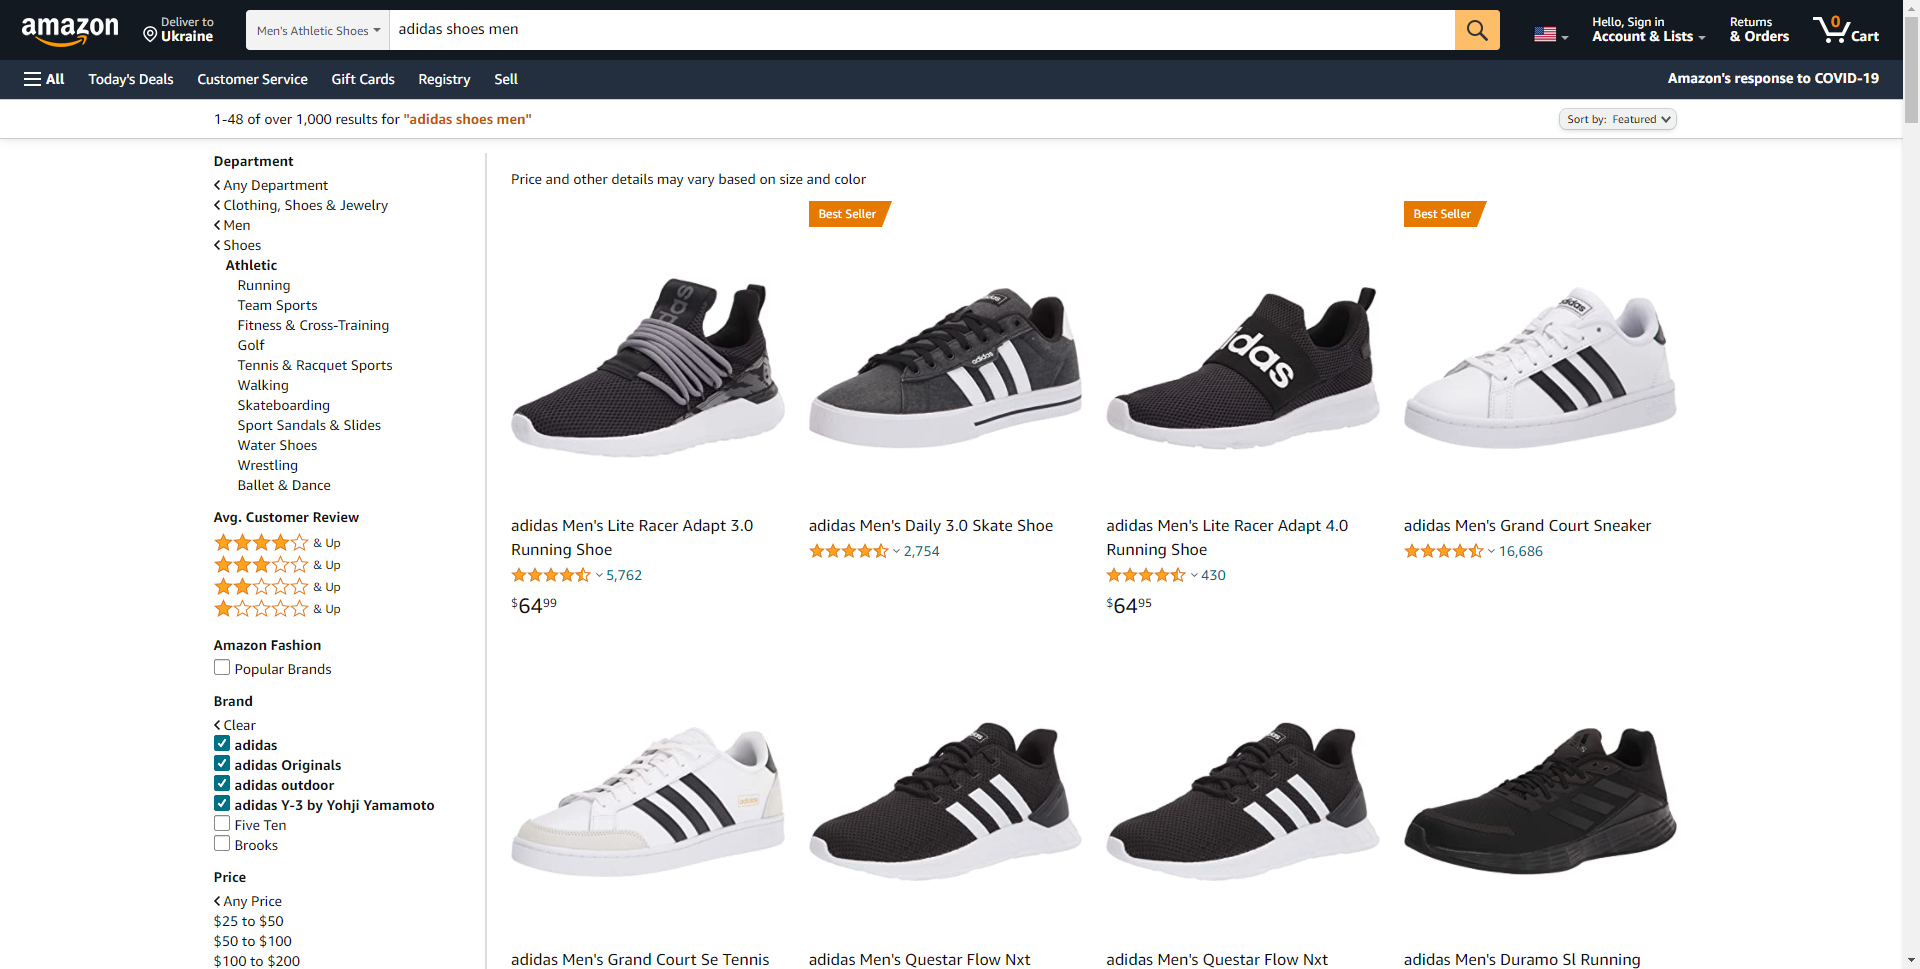 amazon
Deliver to
Ukraine
Men's Athletic Shoes
adidas shoes men
Hello, Sign in
Account & Lists
Returns
& Orders
0
Cart
All
Today's Deals
Customer Service
Gift Cards
Registry
Sell
Amazon's response to COVID-19
1-48 of over 1,000 results for "adidas shoes men"
Sort by: Featured
Department
Any Department
Clothing, Shoes & Jewelry
Men
Shoes
Athletic
Running
Team Sports
Fitness & Cross-Training
Golf
Tennis & Racquet Sports
Walking
Skateboarding
Sport Sandals & Slides
Water Shoes
Wrestling
Ballet & Dance
Avg. Customer Review
& Up
& Up
& Up
& Up
Amazon Fashion
Popular Brands
Brand
Clear
adidas
adidas Originals
adidas outdoor
adidas Y-3 by Yohji Yamamoto
Five Ten
Brooks
Price
Any Price
$25 to $50
$50 to $100
$100 to $200
Price and other details may vary based on size and color
adidas Men's Lite Racer Adapt 3.0
Running Shoe
5,762
$64.99
Best Seller
adidas
adidas Men's Daily 3.0 Skate Shoe
2,754
adidas Men's Lite Racer Adapt 4.0
Running Shoe
430
$64.95
Best Seller
adidas Men's Grand Court Sneaker
16,686
adidas Men's Grand Court Se Tennis
adidas Men's Questar Flow Nxt
adidas Men's Questar Flow Nxt
adidas Men's Duramo Sl Running